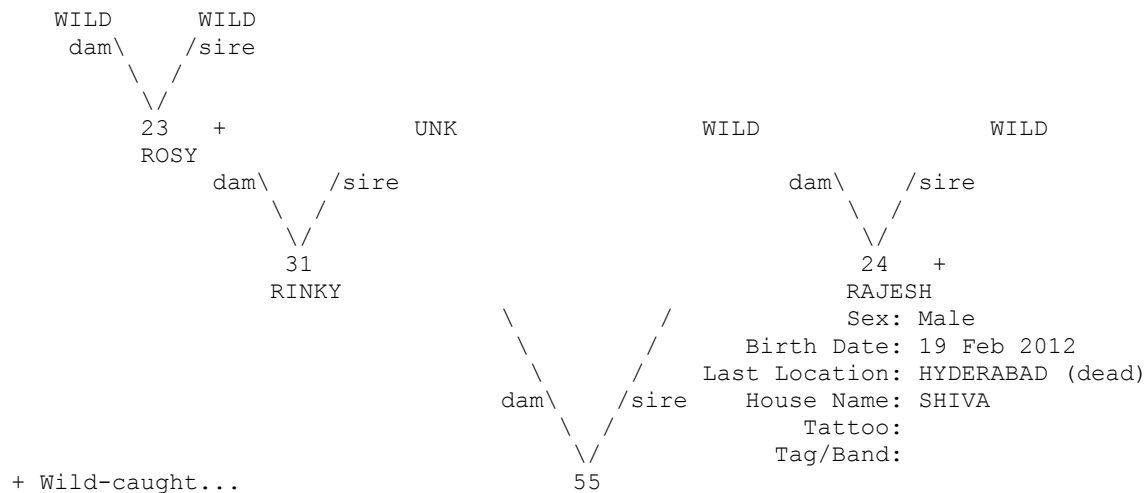 WILD WILD
dam\ /sire
\ /
\/
23 + UNK WILD WILD
ROSY
dam\ /sire dam\ /sire
\ / \ /
\/ \/
31 24 +
RINKY RAJESH
\ / Sex: Male
\ / Birth Date: 19 Feb 2012
\ / Last Location: HYDERABAD (dead)
dam\ /sire House Name: SHIVA
\ / Tattoo:
\/ Tag/Band:
+ Wild-caught... 55